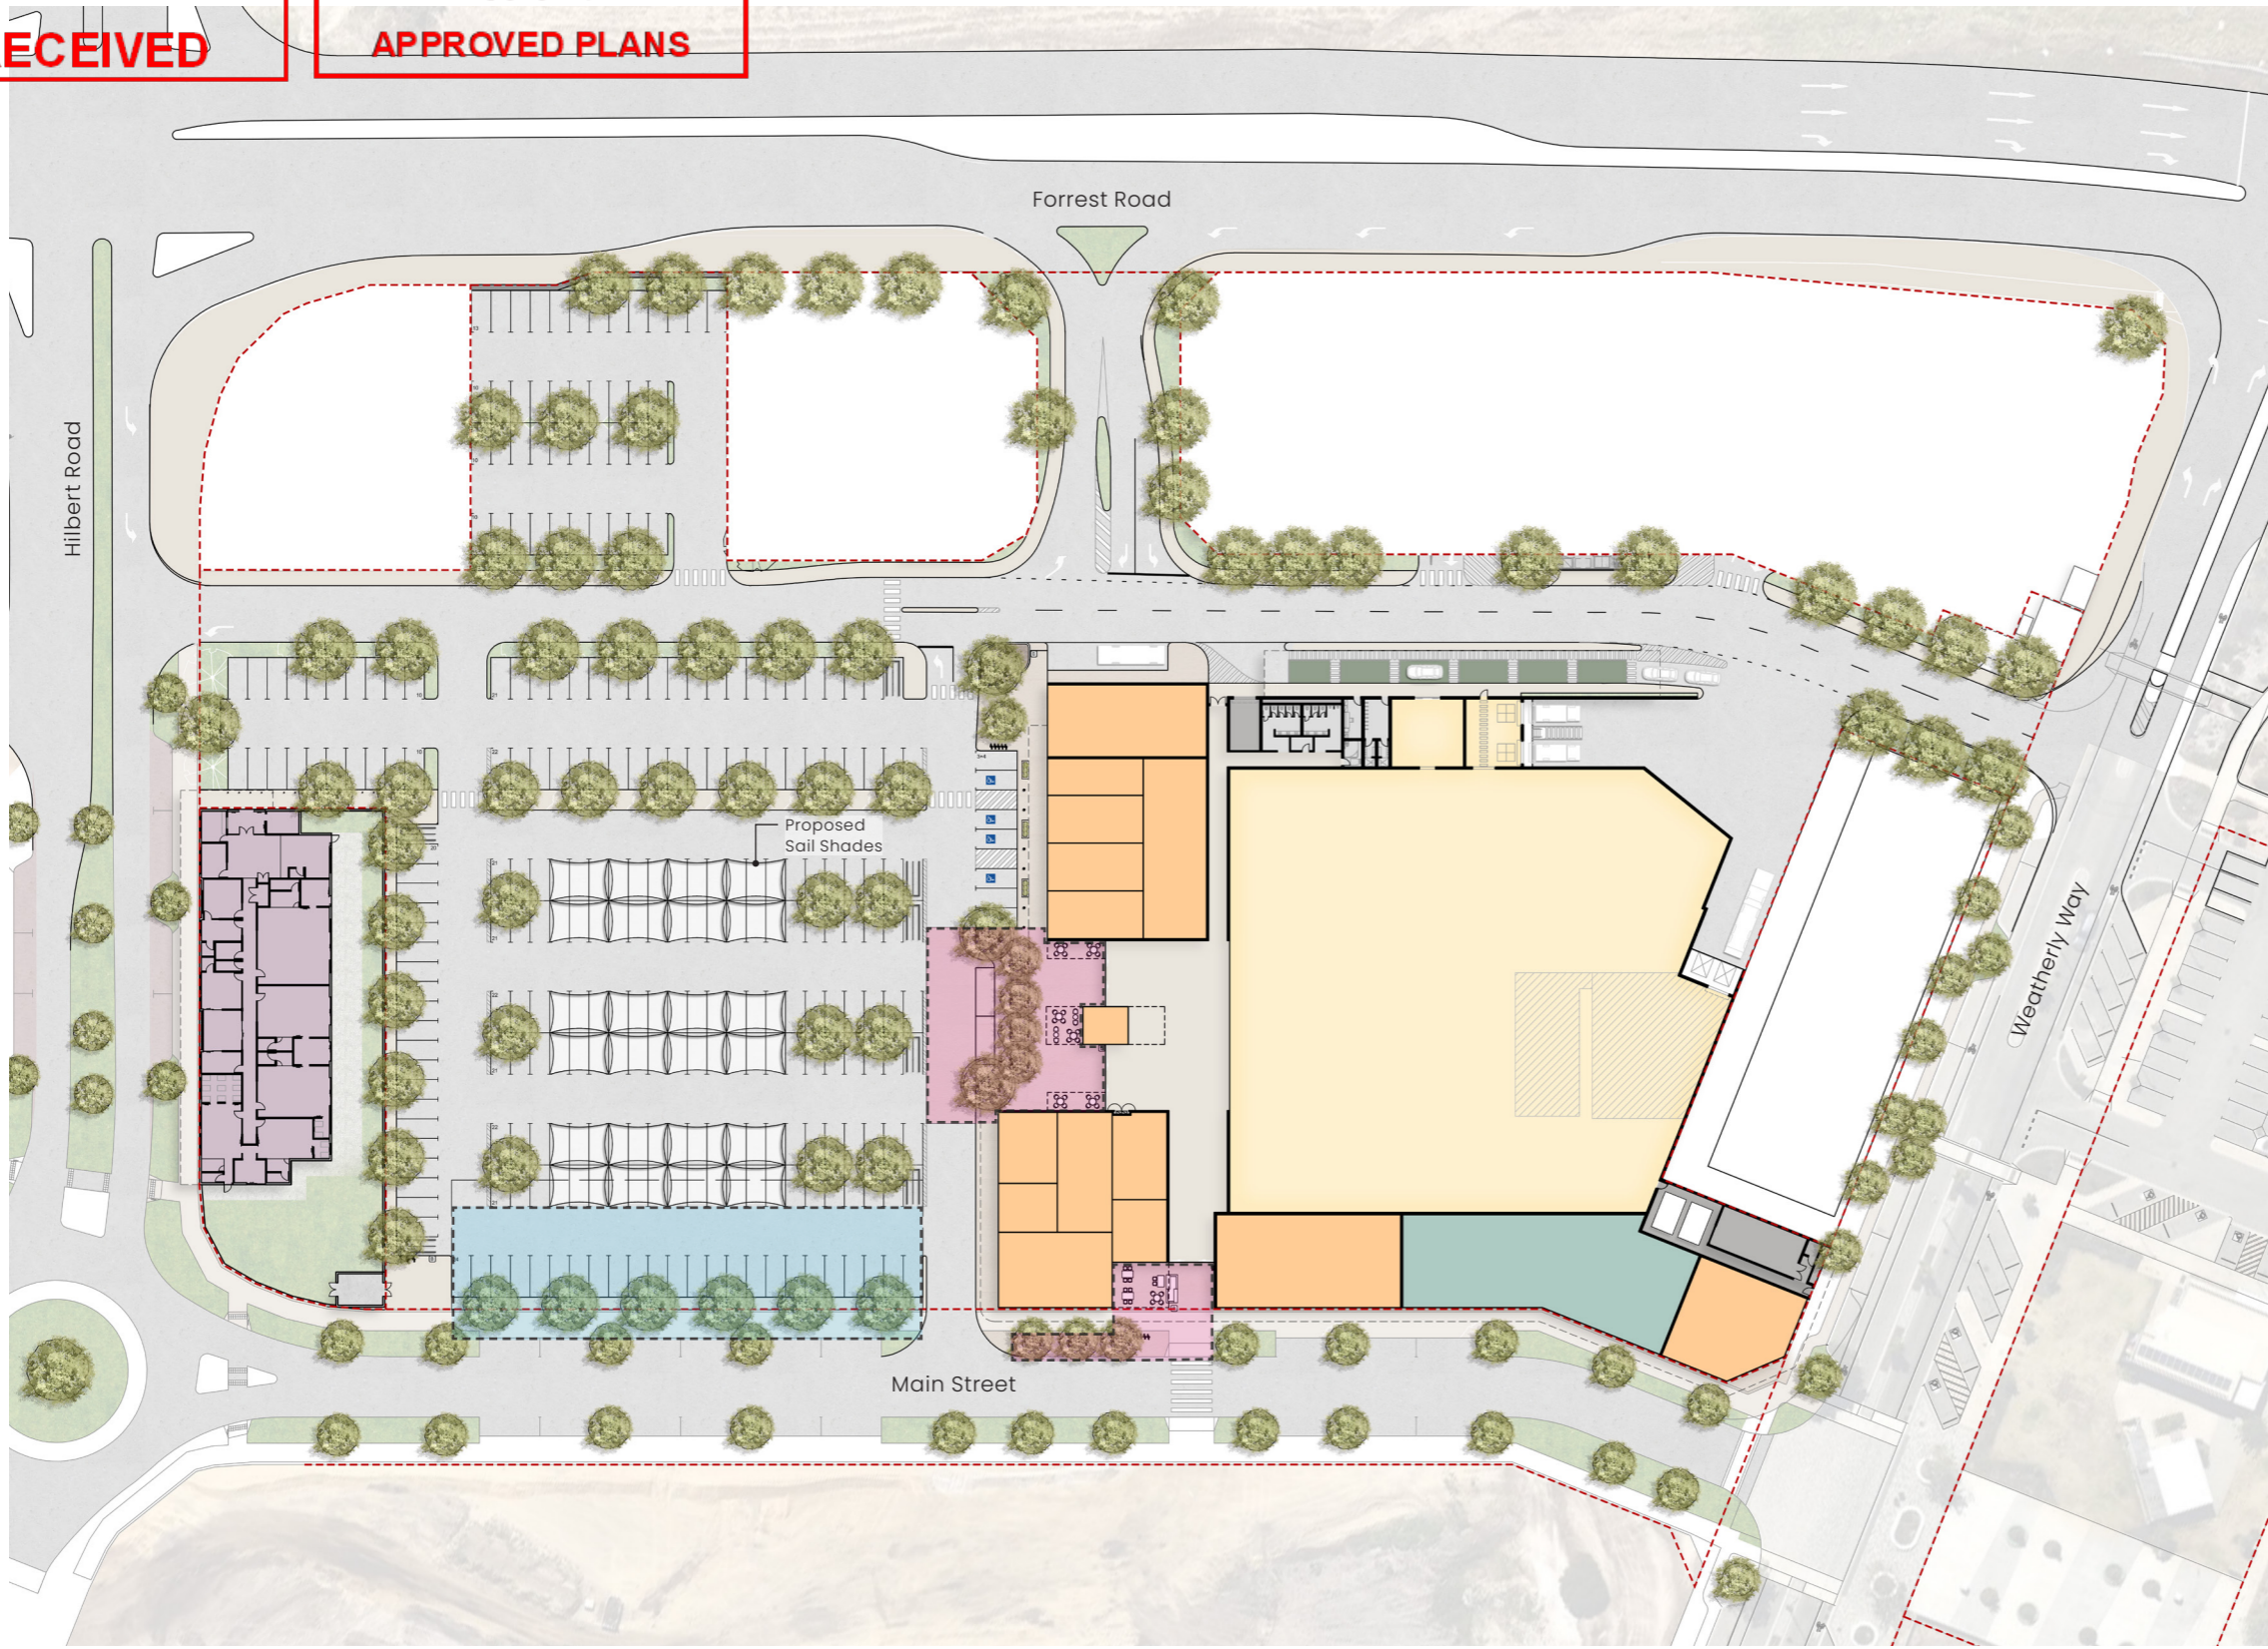 ECEIVED
APPROVED PLANS
Forrest Road
Hilbert Road
Proposed
Sail Shades
Weatherly Way
Main Street